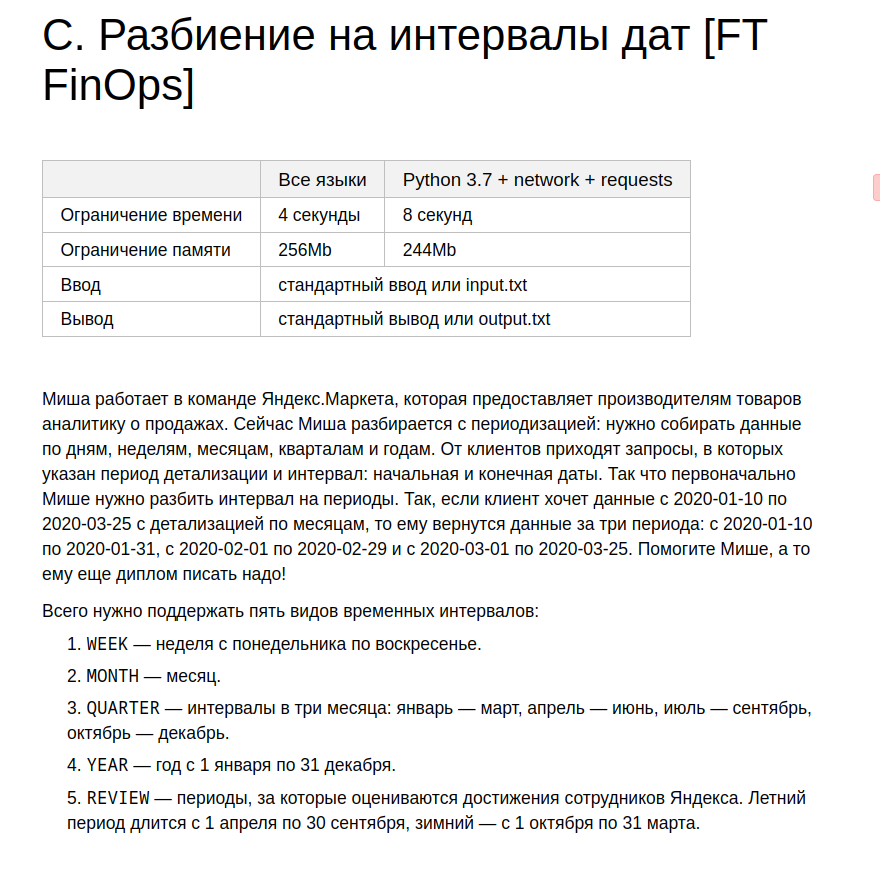 C. Разбиение на интервалы дат [FT
FinOps]
Все языки Python 3.7 + network + requests
Ограничение времени 4 секунды 8 секунд
Ограничение памяти 256Mb 244Mb
Ввод стандартный ввод или input.txt
Вывод стандартный вывод или output.txt
Миша работает в команде Яндекс.Маркета, которая предоставляет производителям товаров
аналитику о продажах. Сейчас Миша разбирается с периодизацией: нужно собирать данные
по дням, неделям, месяцам, кварталам и годам. От клиентов приходят запросы, в которых
указан период детализации и интервал: начальная и конечная даты. Так что первоначально
Мише нужно разбить интервал на периоды. Так, если клиент хочет данные с 2020-01-10 по
2020-03-25 с детализацией по месяцам, то ему вернутся данные за три периода: с 2020-01-10
по 2020-01-31, с 2020-02-01 по 2020-02-29 и с 2020-03-01 по 2020-03-25. Помогите Мише, а то
ему еще диплом писать надо!
Всего нужно поддержать пять видов временных интервалов:
1. WEEK — неделя с понедельника по воскресенье.
2. MONTH — месяц.
3. QUARTER — интервалы в три месяца: январь — март, апрель — июнь, июль — сентябрь,
октябрь — декабрь.
4. YEAR — год с 1 января по 31 декабря.
5. REVIEW — периоды, за которые оцениваются достижения сотрудников Яндекса. Летний
период длится с 1 апреля по 30 сентября, зимний — с 1 октября по 31 марта.